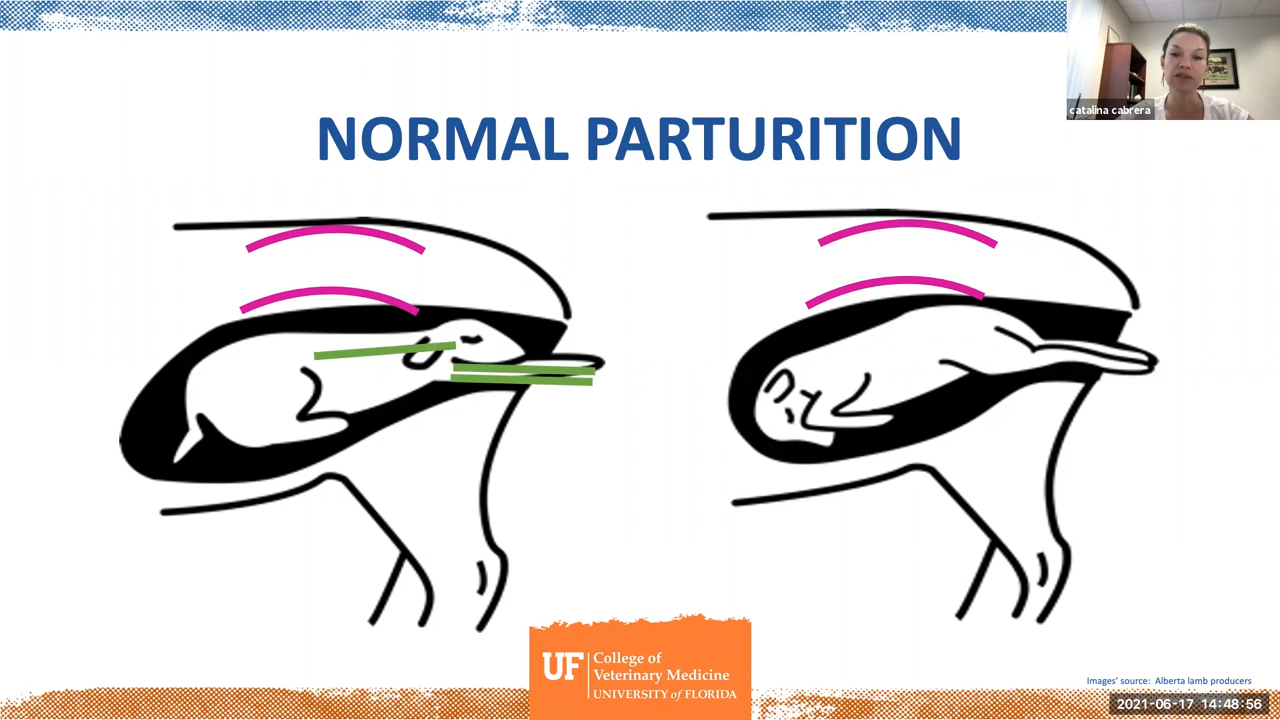 catalina cabrera
NORMAL PARTURITION
UF
College of
Veterinary Medicine
UNIVERSITY of FLORIDA
Images' source: Alberta lamb producers
2021-06-17 14:48:56